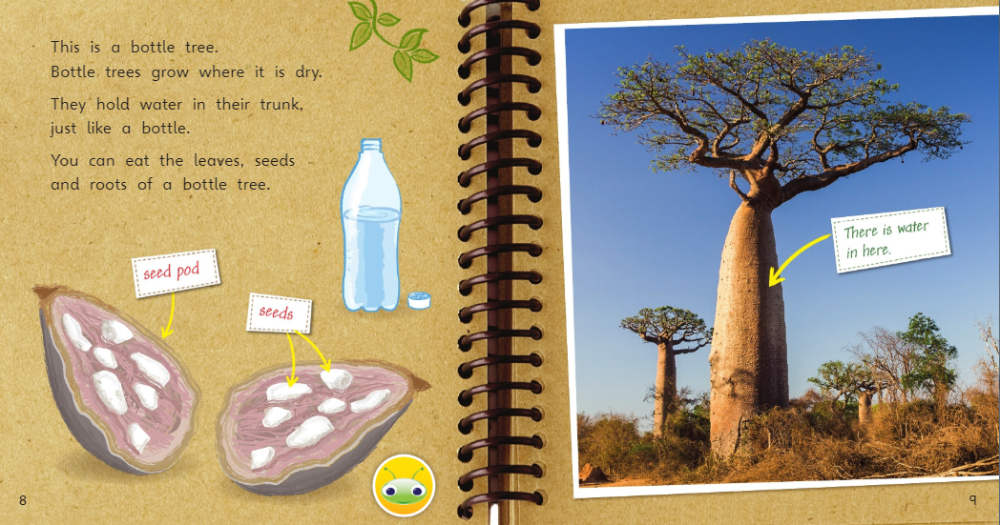 This is a bottle tree.
Bottle trees grow where it is dry.
They hold water in their trunk,
just like a bottle.
You can eat the leaves, seeds
and roots of a bottle tree.
seed pod
seeds
8
There is water
in here.
9